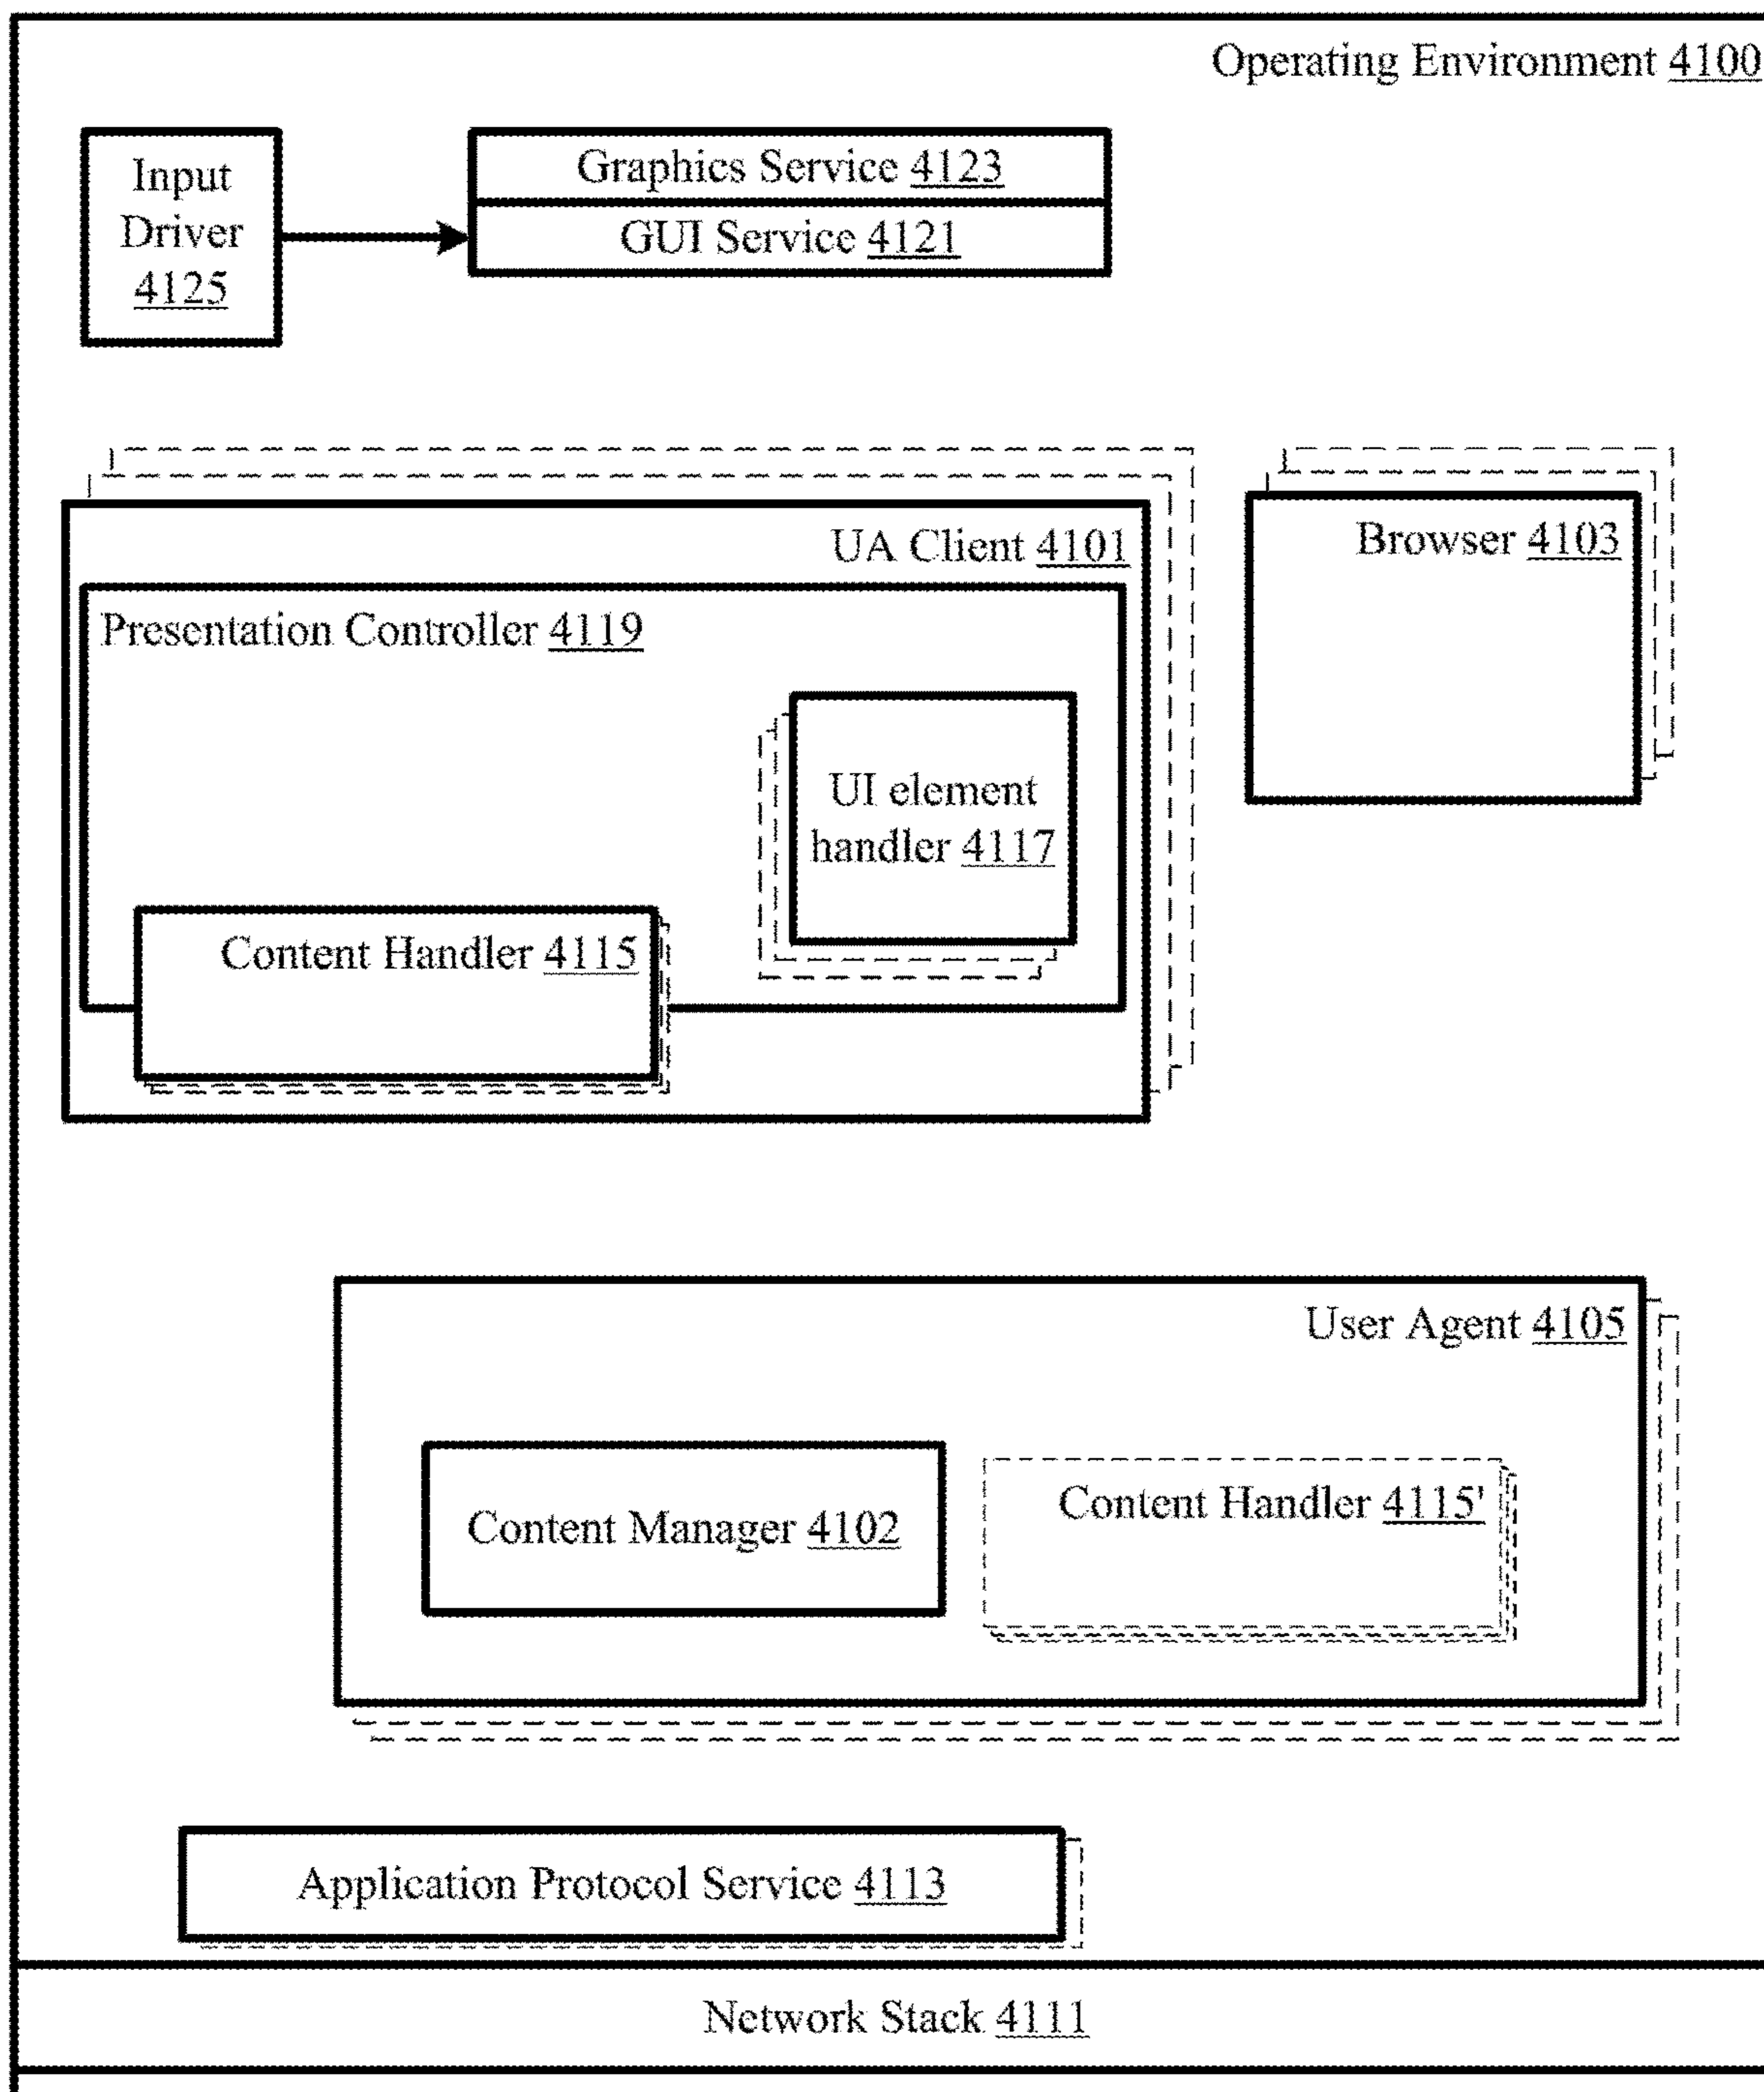 Operating Environment 4100
Input
Driver
4125
Graphics Service 4123
GUI Service 4121
UA Client 4101
Browser 4103
Presentation Controller 4119
UI element
handler 4117
Content Handler 4115
User Agent 4105
Content Manager 4102
Content Handler 4115'
Application Protocol Service 4113
Network Stack 4111